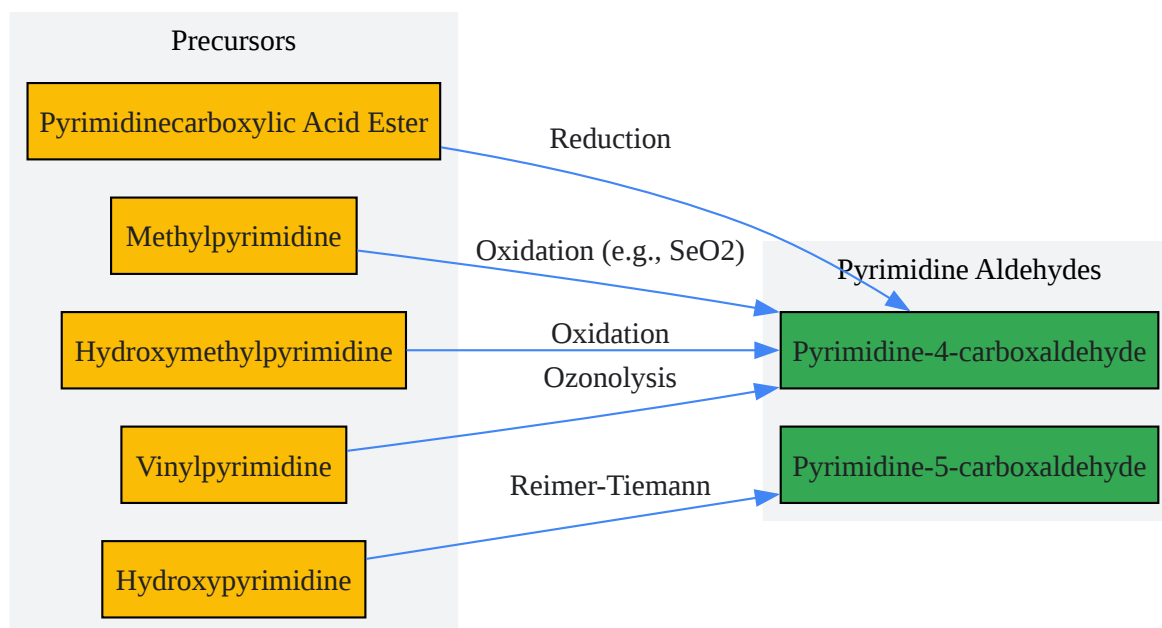 Precursors
Pyrimidinecarboxylic Acid Ester
Reduction
Methylpyrimidine
Oxidation (e.g., SeO2)
Pyrimidine Aldehydes
Hydroxymethylpyrimidine
Oxidation
Pyrimidine-4-carboxaldehyde
Ozonolysis
Vinylpyrimidine
Pyrimidine-5-carboxaldehyde
Reimer-Tiemann
Hydroxypyrimidine